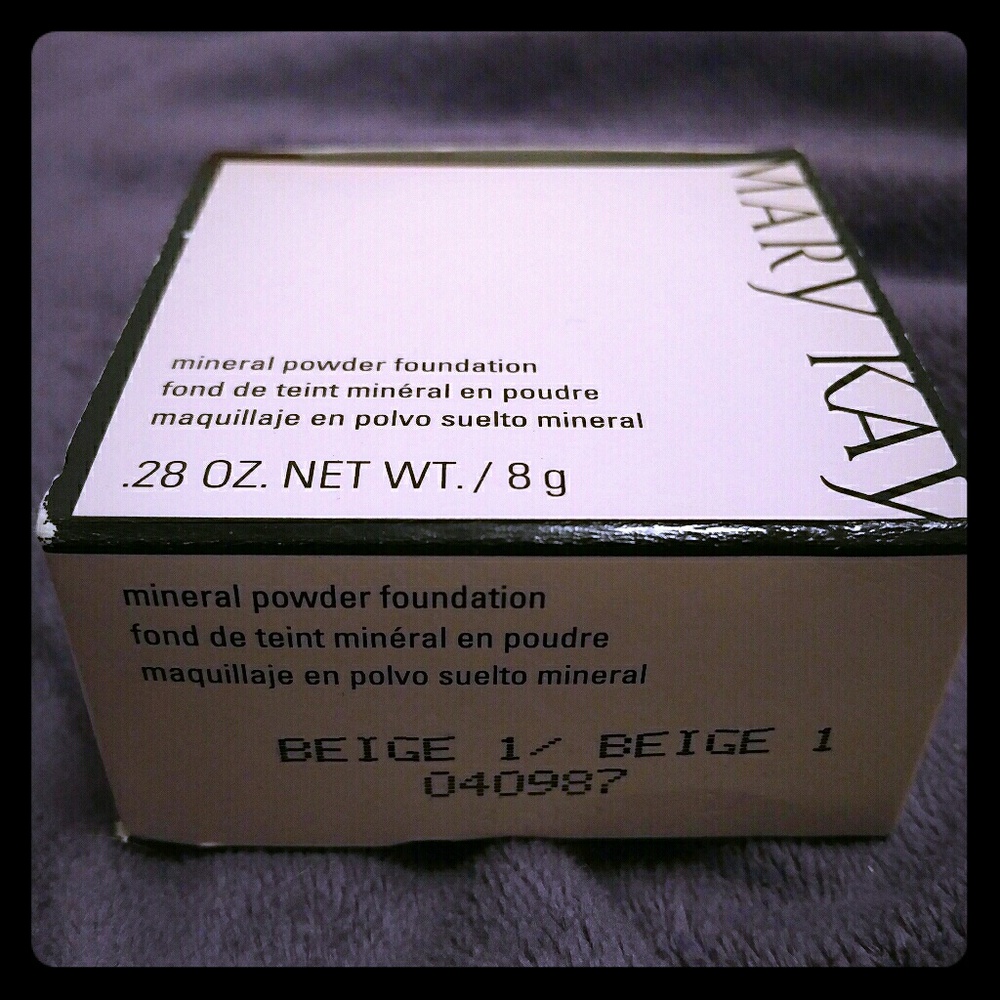 MARY KAY
mineral powder foundation
fond de teint minéral en poudre
maquillaje en polvo suelto mineral
.28 OZ. NET WT. / 8 g
mineral powder foundation
fond de teint minéral en poudre
maquillaje en polvo suelto mineral
BEIGE 1/ BEIGE 1
040987